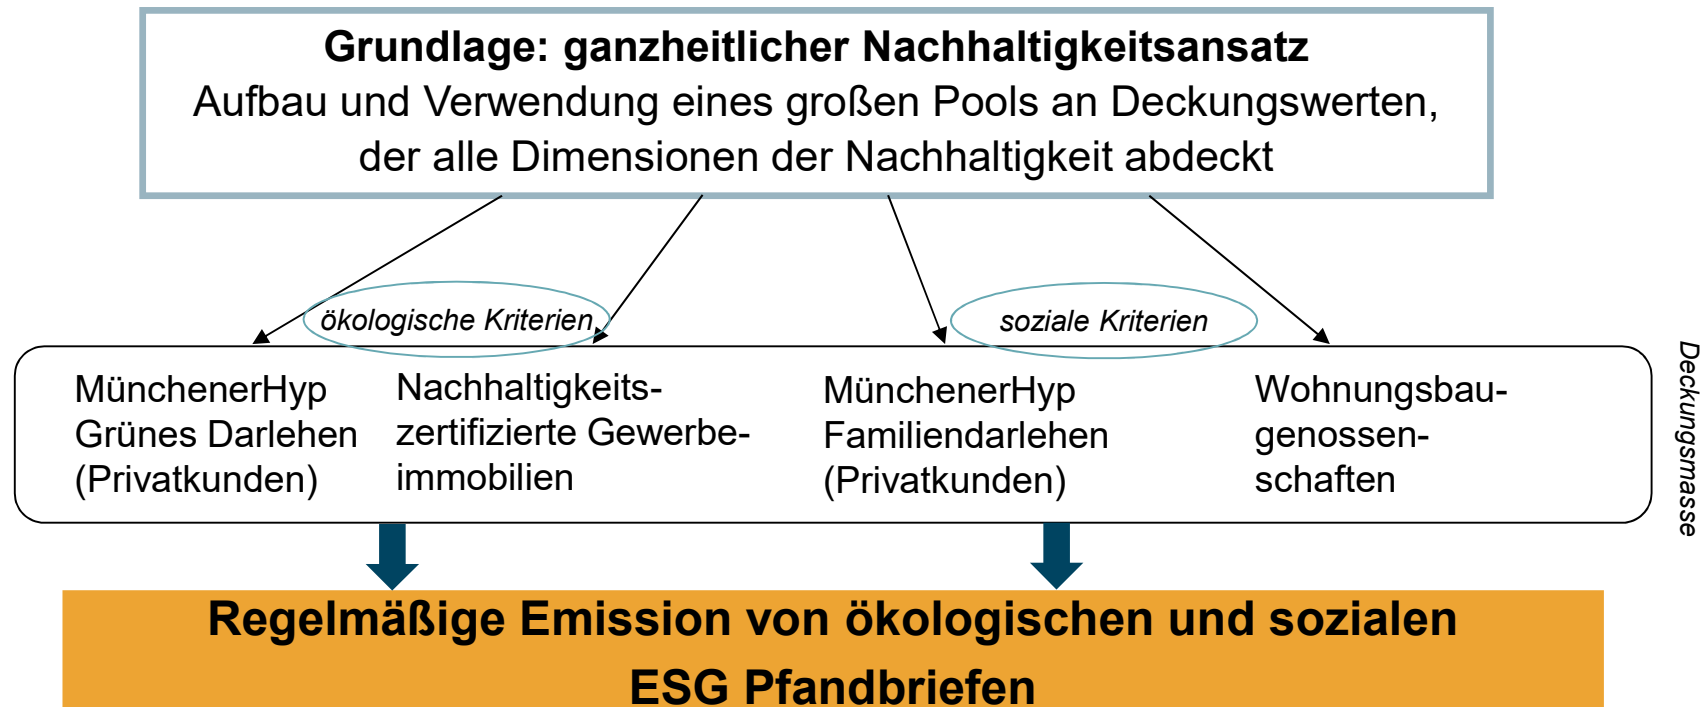 Grundlage: ganzheitlicher Nachhaltigkeitsansatz
Aufbau und Verwendung eines großen Pools an Deckungswerten,
der alle Dimensionen der Nachhaltigkeit abdeckt
ökologische Kriterien
soziale Kriterien
MünchenerHyp
Grünes Darlehen
(Privatkunden)
Nachhaltigkeits-
zertifizierte Gewerbe-
immobilien
MünchenerHyp
Familiendarlehen
(Privatkunden)
Wohnungsbau-
genossen-
schaften
Deckungsmasse
Regelmäßige Emission von ökologischen und sozialen
ESG Pfandbriefen